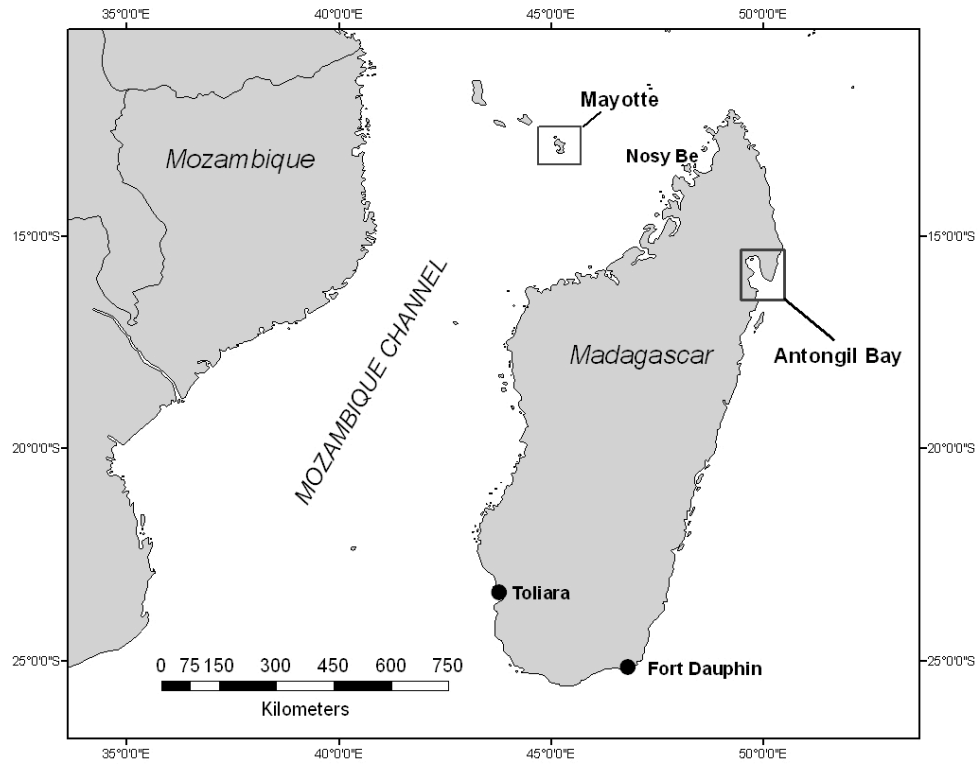 35°0'0"E
40°0'0"E
45°0'0"E
50°0'0"E
Mayotte
Mozambique
Nosy Be
15°0'0"S
15°0'0"S
MOZAMBIQUE CHANNEL
Madagascar
Antongil Bay
20°0'0"S
20°0'0"S
Toliara
25°0'0"S
25°0'0"S
0 75 150 300 450 600 750
Kilometers
Fort Dauphin
35°0'0"E
40°0'0"E
45°0'0"E
50°0'0"E